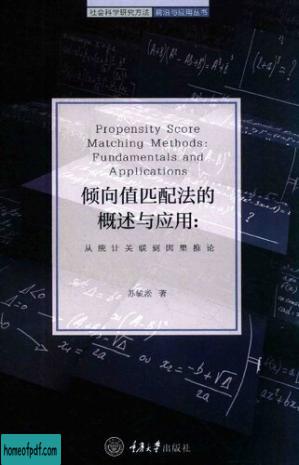 社会科学研究方法 前沿与应用丛书
Propensity Score
Matching Methods:
Fundamentals and
Applications
倾向值匹配法的
概述与应用:
从统计关联到因果推论
苏毓淞 著
重庆大学出版社
homeofpdf.com